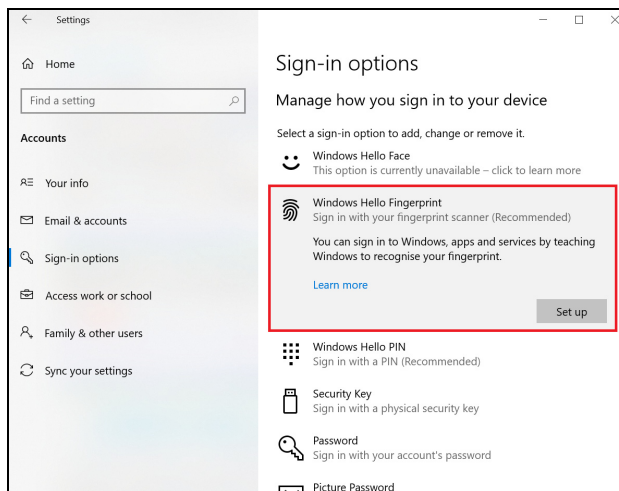 Settings
Home
Find a setting
Accounts
Your info
Email & accounts
Sign-in options
Access work or school
Family & other users
Sync your settings
Sign-in options
Manage how you sign in to your device
Select a sign-in option to add, change or remove it.
Windows Hello Face
This option is currently unavailable – click to learn more
Windows Hello Fingerprint
Sign in with your fingerprint scanner (Recommended)
You can sign in to Windows, apps and services by teaching
Windows to recognise your fingerprint.
Learn more
Set up
Windows Hello PIN
Sign in with a PIN (Recommended)
Security Key
Sign in with a physical security key
Password
Sign in with your account's password
Picture Password